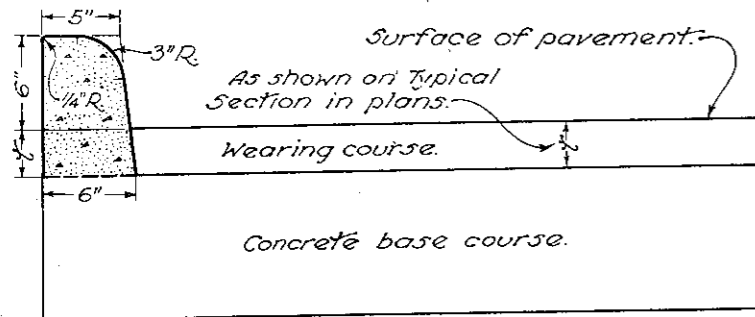 5"
Surface of pavement.
3"R.
As shown on Typical
Section in plans.
6"
1/4"R.
t
Wearing course.
t
6"
Concrete base course.